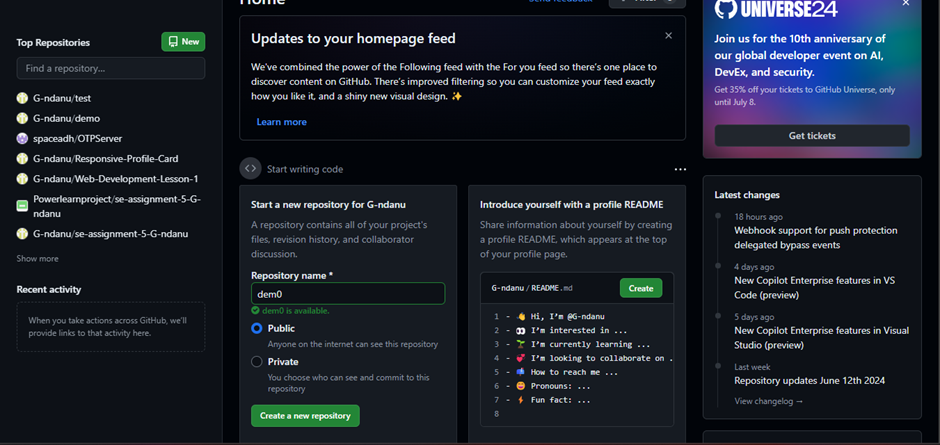 Home
Send feedback
Filter
Top Repositories
New
Find a repository...
G-ndanu/test
G-ndanu/demo
spaceadh/OTPServer
G-ndanu/Responsive-Profile-Card
G-ndanu/Web-Development-Lesson-1
Powerlearnproject/se-assignment-5-G-
ndanu
G-ndanu/se-assignment-5-G-ndanu
Show more
Recent activity
When you take actions across GitHub, we'll
provide links to that activity here.
Updates to your homepage feed
We've combined the power of the Following feed with the For you feed so there's one place to
discover content on GitHub. There's improved filtering so you can customize your feed exactly
how you like it, and a shiny new visual design. ✨
Learn more
Start writing code
Start a new repository for G-ndanu
A repository contains all of your project's
files, revision history, and collaborator
discussion.
Repository name *
dem0
dem0 is available.
Public
Anyone on the internet can see this repository
Private
You choose who can see and commit to this
repository
Create a new repository
Introduce yourself with a profile README
Share information about yourself by creating
a profile README, which appears at the top
of your profile page.
G-ndanu / README.md
Create
1 - 👋 Hi, I'm @G-ndanu
2 - 👀 I'm interested in ...
3 - 🌱 I'm currently learning ...
4 - 💞️ I'm looking to collaborate on .
5 - 📫 How to reach me ...
6 - 😄 Pronouns: ...
7 - ⚡ Fun fact: ...
8
UNIVERSE24
Join us for the 10th anniversary of
our global developer event on AI,
DevEx, and security.
Get 35% off your tickets to GitHub Universe, only
until July 8.
Get tickets
Latest changes
18 hours ago
Webhook support for push protection
delegated bypass events
4 days ago
New Copilot Enterprise features in VS
Code (preview)
5 days ago
New Copilot Enterprise features in Visual
Studio (preview)
Last week
Repository updates June 12th 2024
View changelog →